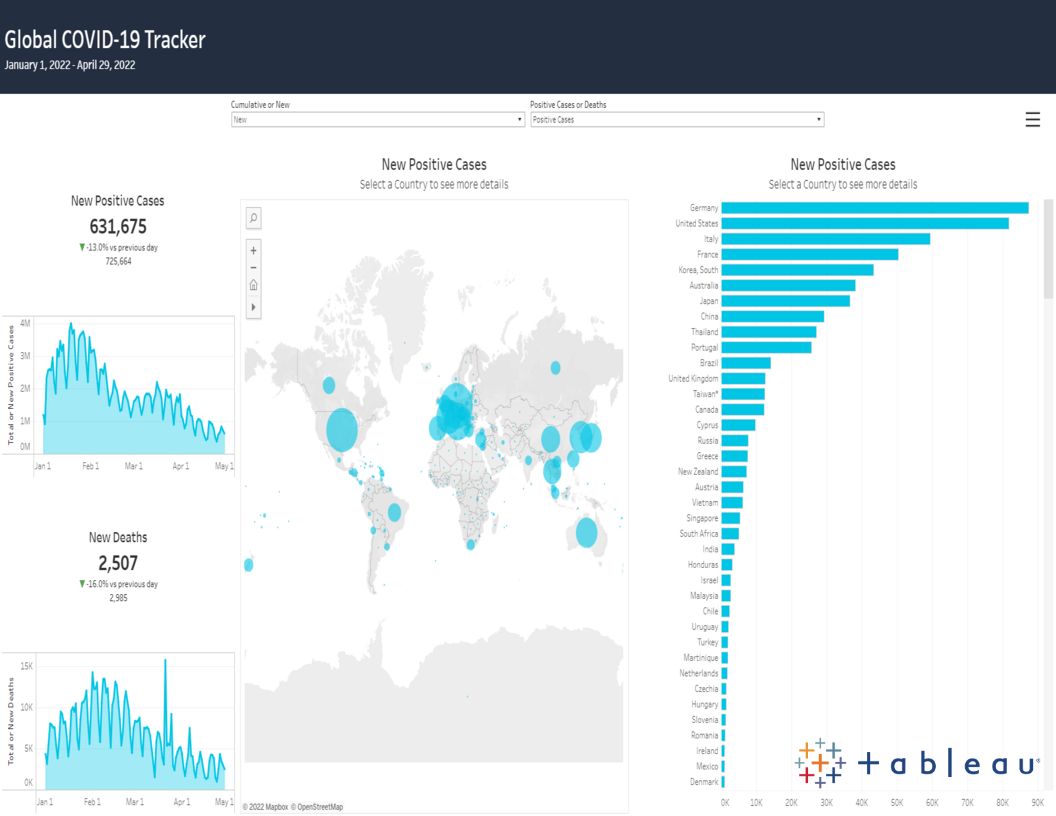 Global COVID-19 Tracker
January 1, 2022 - April 29, 2022
Cumulative or New
New
Positive Cases or Deaths
Positive Cases
New Positive Cases
631,675
▼ -13.0% vs previous day
725,664
Total or New Positive Cases
4M
3M
2M
1M
0M
Jan 1
Feb 1
Mar 1
Apr 1
May 1
New Deaths
2,507
▼ -16.0% vs previous day
2,985
Total or New Deaths
15K
10K
5K
0K
Jan 1
Feb 1
Mar 1
Apr 1
May 1
New Positive Cases
Select a Country to see more details
© 2022 Mapbox © OpenStreetMap
New Positive Cases
Select a Country to see more details
Germany
United States
Italy
France
Korea, South
Australia
Japan
China
Thailand
Portugal
Brazil
United Kingdom
Taiwan*
Canada
Cyprus
Russia
Greece
New Zealand
Austria
Vietnam
Singapore
South Africa
India
Honduras
Israel
Malaysia
Chile
Uruguay
Turkey
Martinique
Netherlands
Czechia
Hungary
Slovenia
Romania
Ireland
Mexico
Denmark
0K
10K
20K
30K
40K
50K
60K
70K
80K
90K
+ableau®